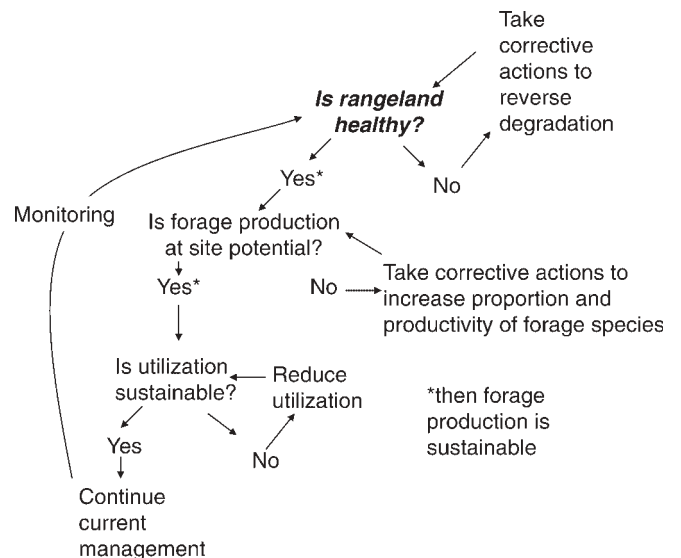 Take
corrective
actions to
reverse
degradation
Is rangeland
healthy?
Yes*
No
Monitoring
Is forage production
at site potential?
Yes*
No
Take corrective actions to
increase proportion and
productivity of forage species
Is utilization
sustainable?
Reduce
utilization
*then forage
production is
sustainable
Yes
No
Continue
current
management